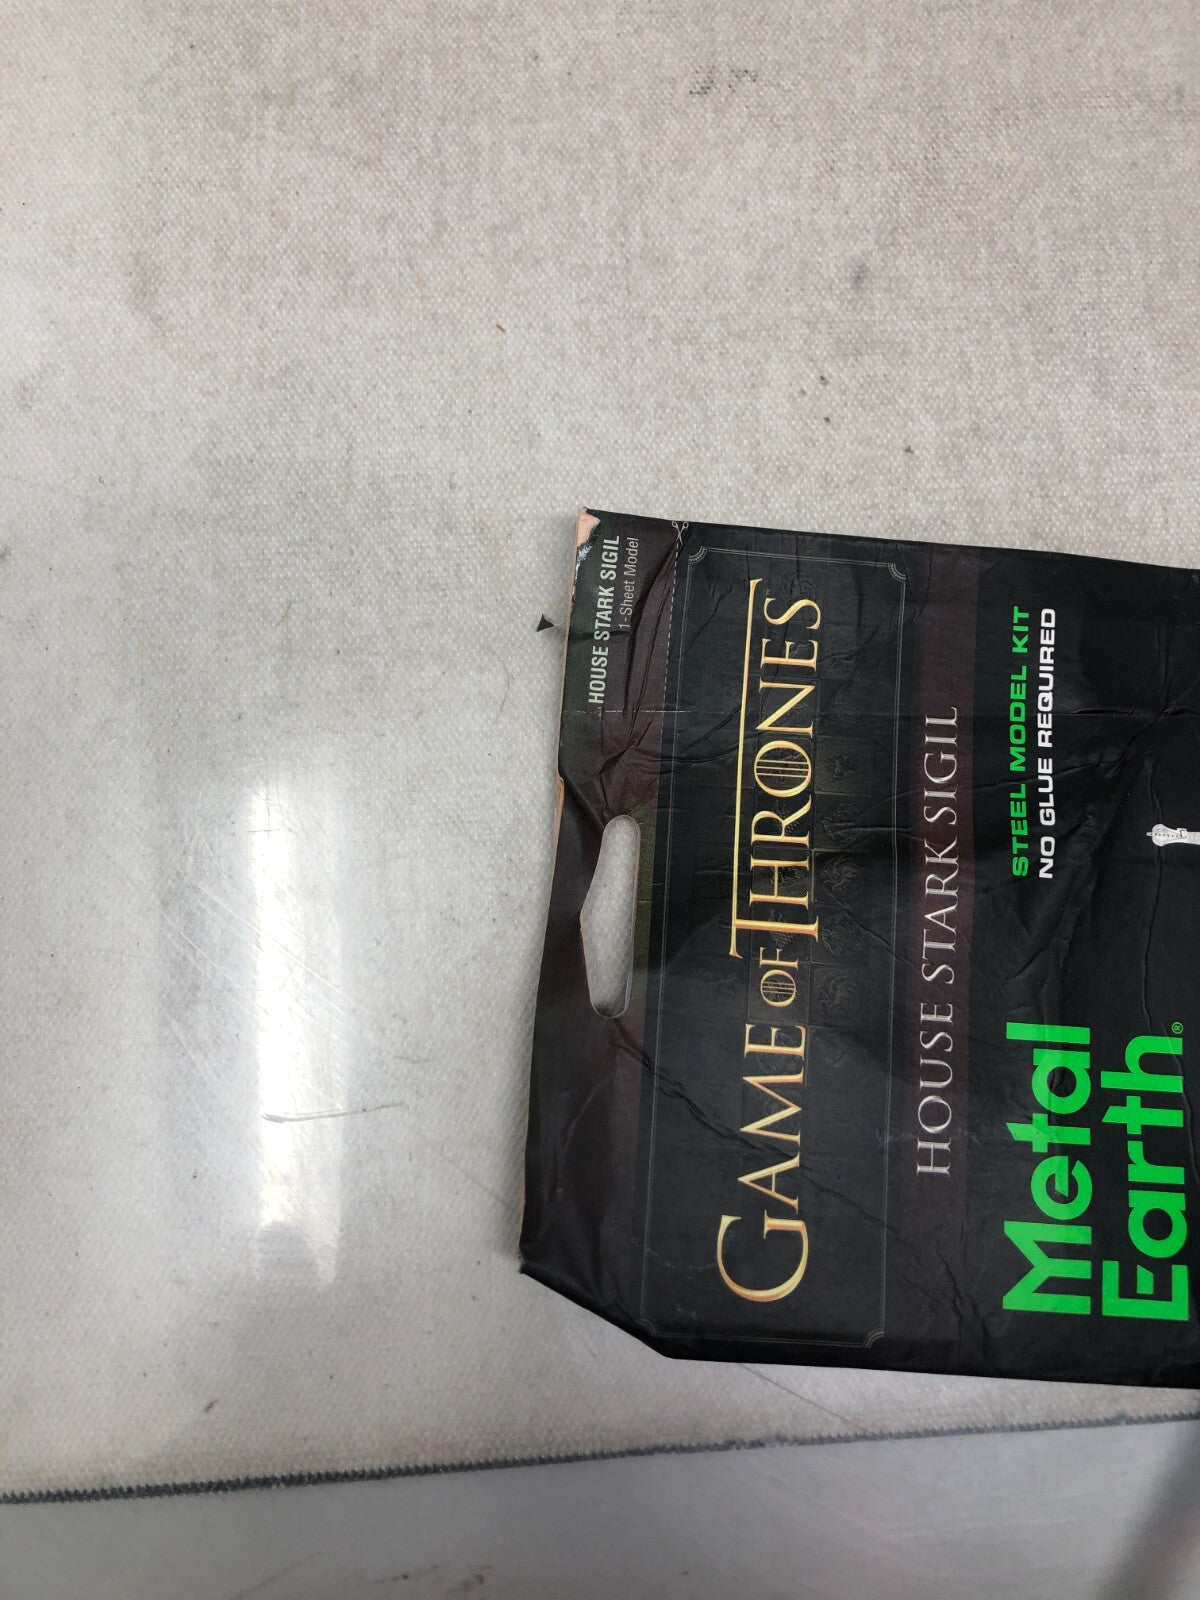 HOUSE STARK SIGIL
1-Sheet Model
GAME OF THRONES™
HOUSE STARK SIGIL
STEEL MODEL KIT
NO GLUE REQUIRED
Metal
Earth®